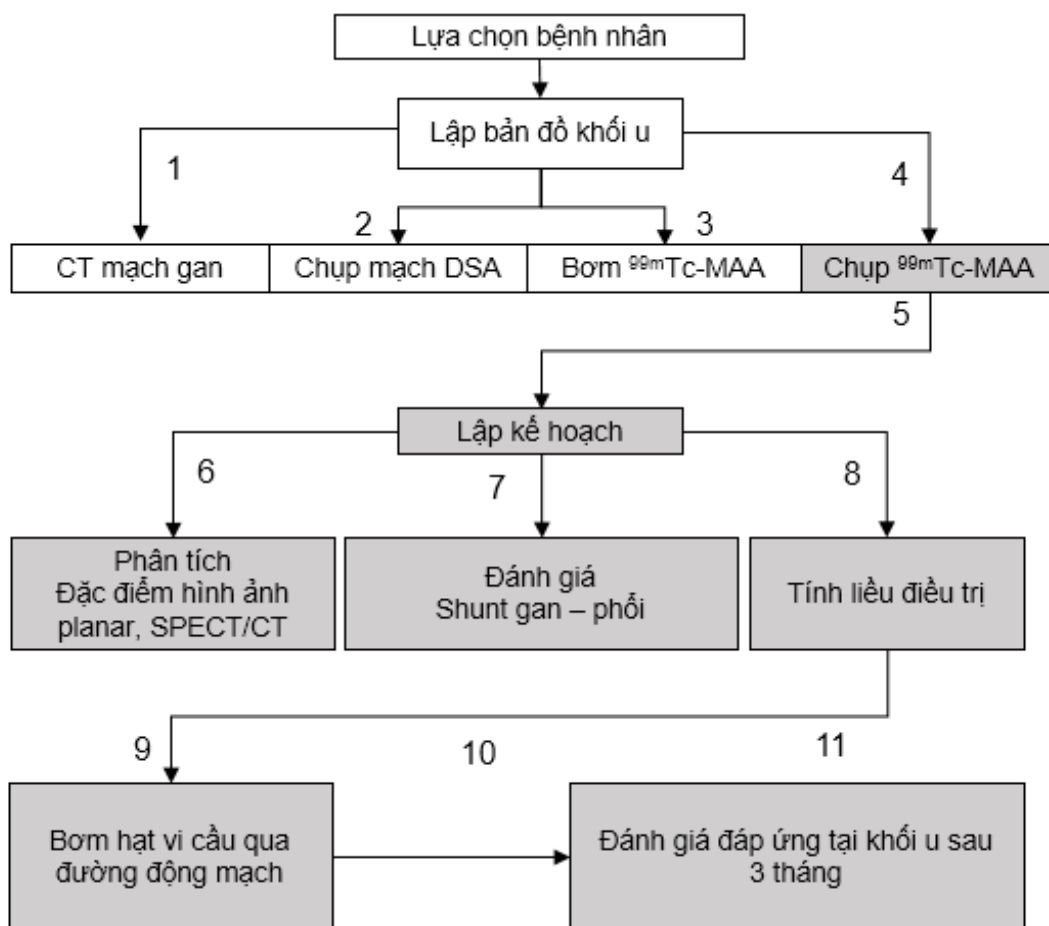 Lựa chọn bệnh nhân
Lập bản đồ khối u
1
4
2
3
CT mạch gan
Chụp mạch DSA
Bơm ⁹⁹ᵐTc-MAA
Chụp ⁹⁹ᵐTc-MAA
5
Lập kế hoạch
6
7
8
Phân tích
Đặc điểm hình ảnh
planar, SPECT/CT
Đánh giá
Shunt gan – phổi
Tính liều điều trị
9
10
11
Bơm hạt vi cầu qua
đường động mạch
Đánh giá đáp ứng tại khối u sau
3 tháng